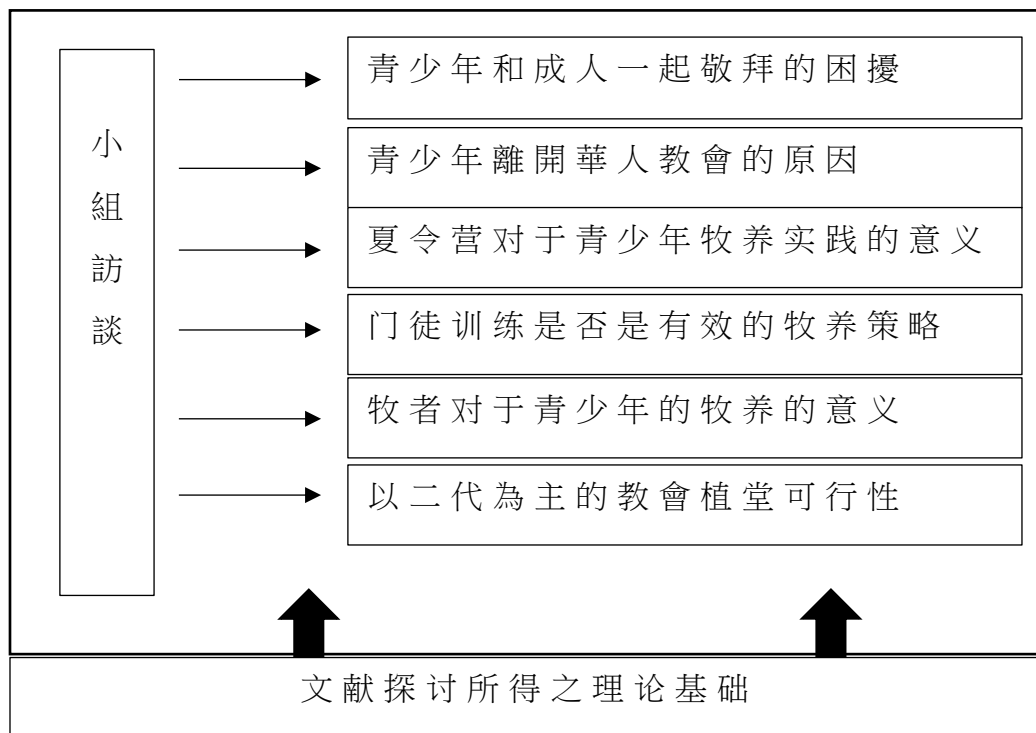 小組訪談
青少年和成人一起敬拜的困擾
青少年離開華人教會的原因
夏令营对于青少年牧养实践的意义
门徒训练是否是有效的牧养策略
牧者对于青少年的牧养的意义
以二代為主的教會植堂可行性
文献探讨所得之理论基础